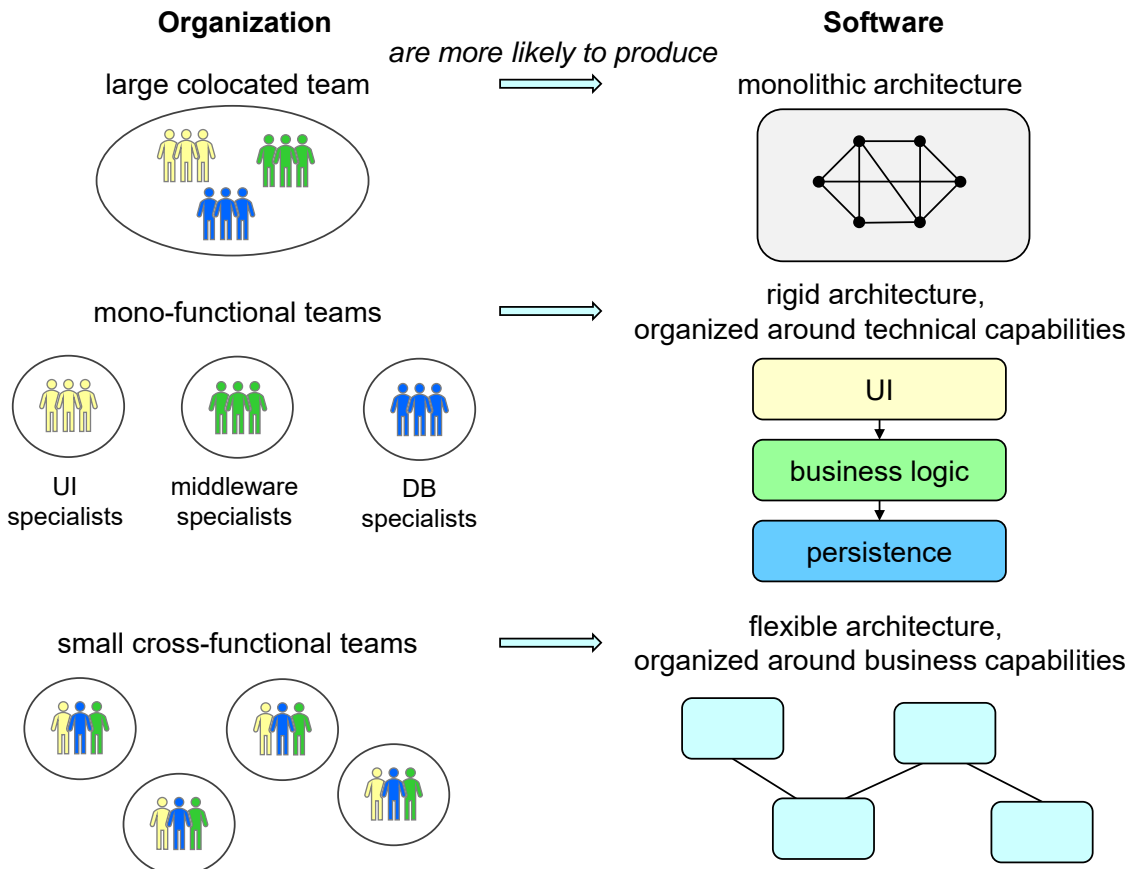 Organization
Software
are more likely to produce
large colocated team
monolithic architecture
mono-functional teams
rigid architecture,
organized around technical capabilities
UI
specialists
middleware
specialists
DB
specialists
UI
business logic
persistence
small cross-functional teams
flexible architecture,
organized around business capabilities